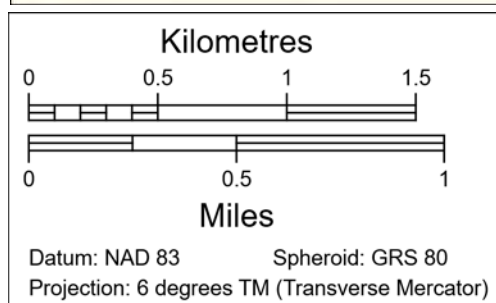 Kilometres
0 0.5 1 1.5
0 0.5 1
Miles
Datum: NAD 83 Spheroid: GRS 80
Projection: 6 degrees TM (Transverse Mercator)